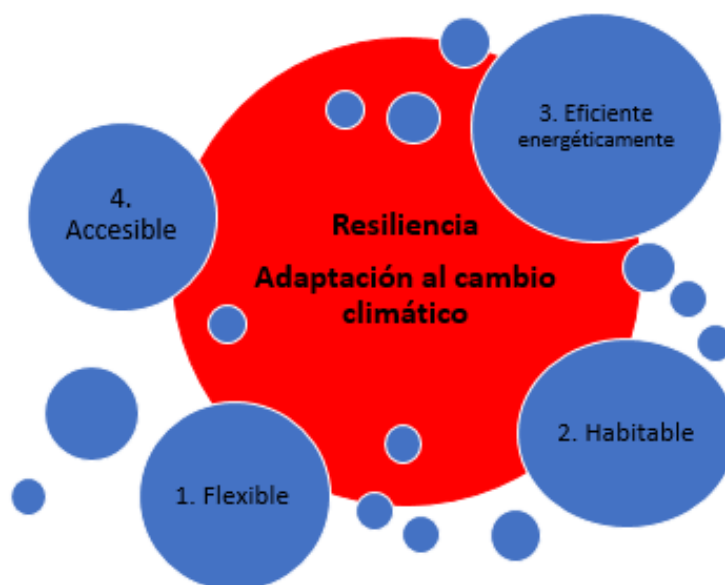 3. Eficiente
energéticamente
4.
Accesible
Resiliencia
Adaptación al cambio
climático
2. Habitable
1. Flexible